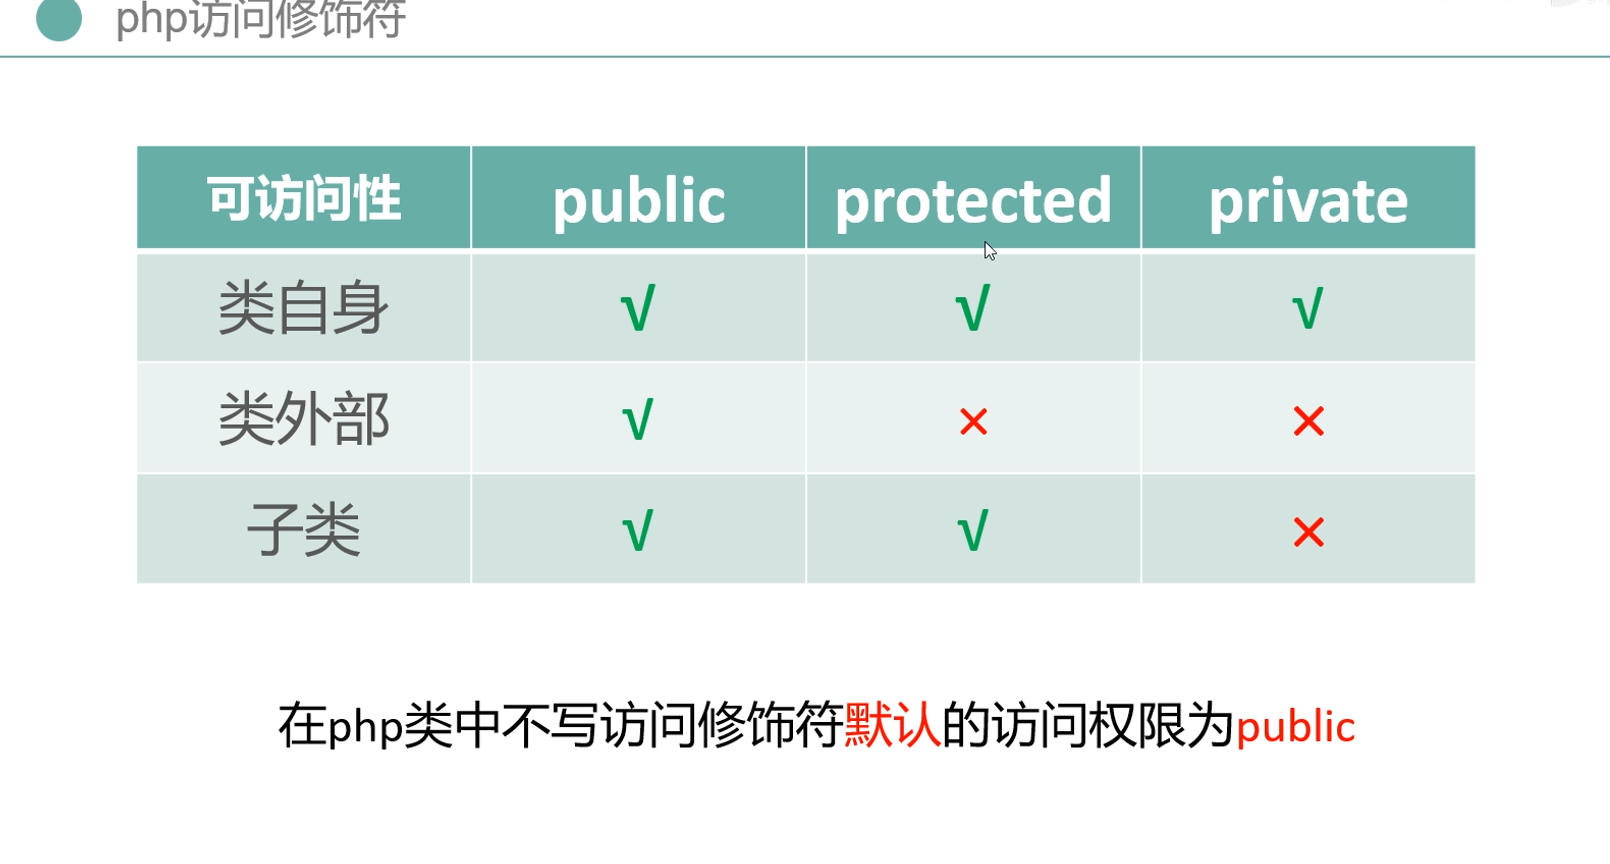 php访问修饰符
可访问性 public protected private
类自身 √ √ √
类外部 √ × ×
子类 √ √ ×
在php类中不写访问修饰符默认的访问权限为public